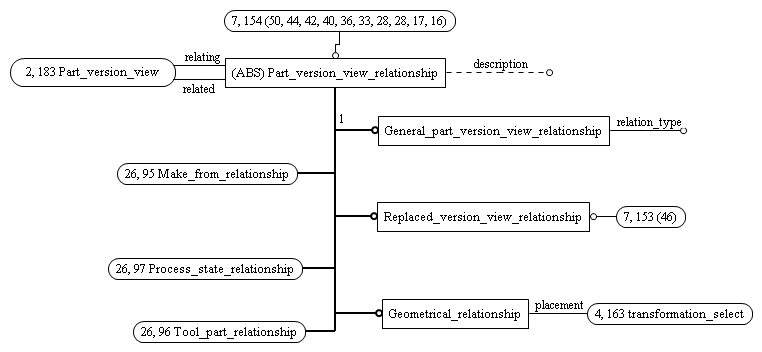 7, 154 (50, 44, 42, 40, 36, 33, 28, 28, 17, 16)
relating
2, 183 Part_version_view
(ABS) Part_version_view_relationship
description
related
1
General_part_version_view_relationship
relation_type
26, 95 Make_from_relationship
Replaced_version_view_relationship
7, 153 (46)
26, 97 Process_state_relationship
placement
Geometrical_relationship
4, 163 transformation_select
26, 96 Tool_part_relationship